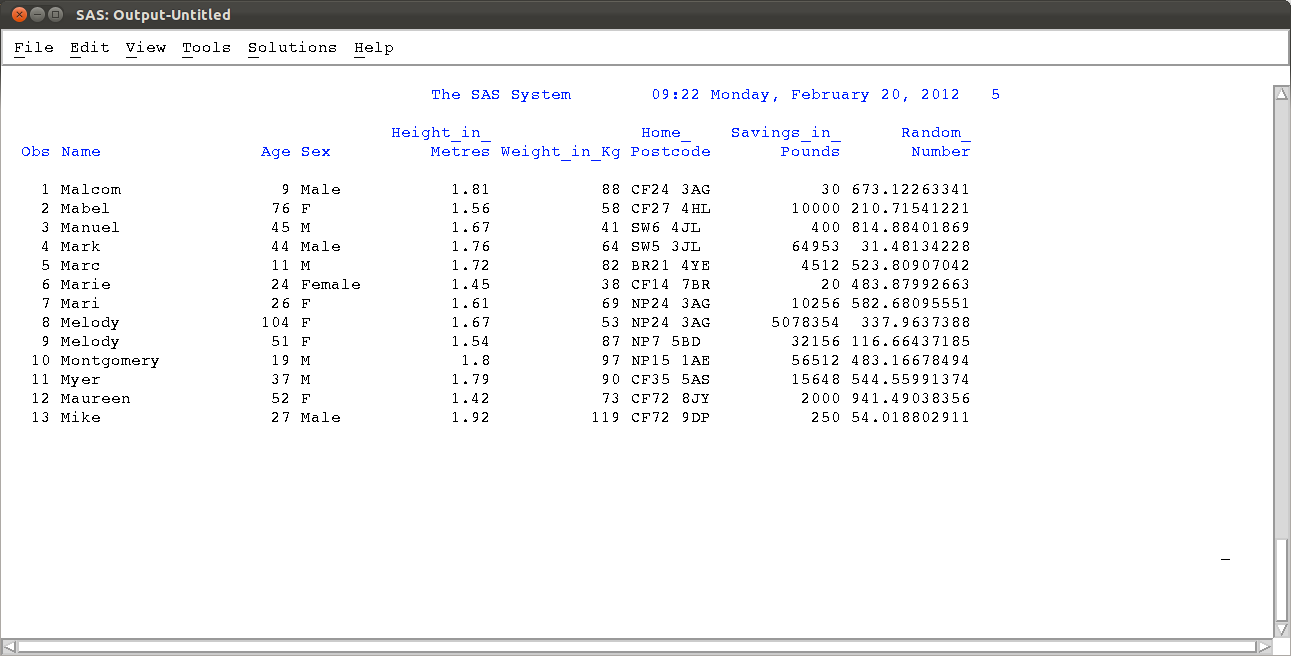 SAS: Output-Untitled
File Edit View Tools Solutions Help
The SAS System 09:22 Monday, February 20, 2012 5
Height_in_ Home_ Savings_in_ Random_
Obs Name Age Sex Metres Weight_in_Kg Postcode Pounds Number
1 Malcom 9 Male 1.81 88 CF24 3AG 30 673.12263341
2 Mabel 76 F 1.56 58 CF27 4HL 10000 210.71541221
3 Manuel 45 M 1.67 41 SW6 4JL 400 814.88401869
4 Mark 44 Male 1.76 64 SW5 3JL 64953 31.48134228
5 Marc 11 M 1.72 82 BR21 4YE 4512 523.80907042
6 Marie 24 Female 1.45 38 CF14 7BR 20 483.87992663
7 Mari 26 F 1.61 69 NP24 3AG 10256 582.68095551
8 Melody 104 F 1.67 53 NP24 3AG 5078354 337.9637388
9 Melody 51 F 1.54 87 NP7 5BD 32156 116.66437185
10 Montgomery 19 M 1.8 97 NP15 1AE 56512 483.16678494
11 Myer 37 M 1.79 90 CF35 5AS 15648 544.55991374
12 Maureen 52 F 1.42 73 CF72 8JY 2000 941.49038356
13 Mike 27 Male 1.92 119 CF72 9DP 250 54.018802911